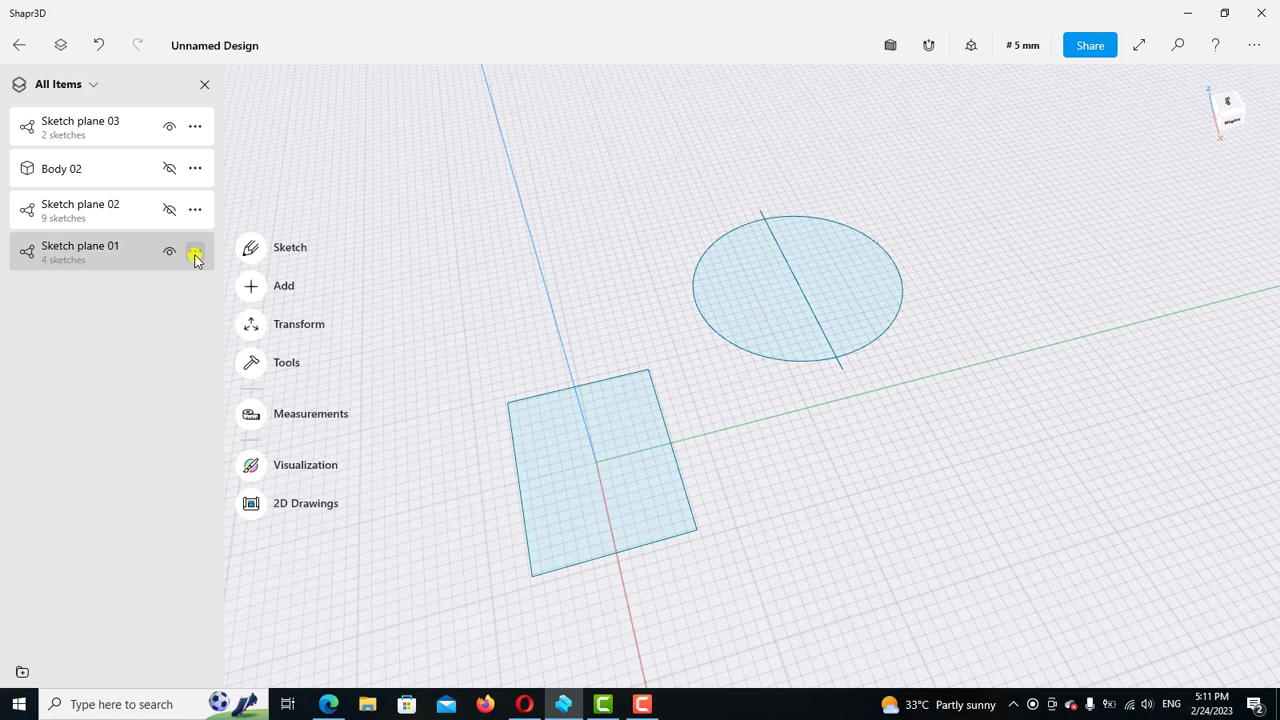 Shapr3D
Unnamed Design
# 5 mm
Share
All Items
Sketch plane 03
2 sketches
Body 02
Sketch plane 02
9 sketches
Sketch plane 01
4 sketches
Sketch
Add
Transform
Tools
Measurements
Visualization
2D Drawings
Z
X
Type here to search
33°C Partly sunny
ENG
5:11 PM
2/24/2023
2